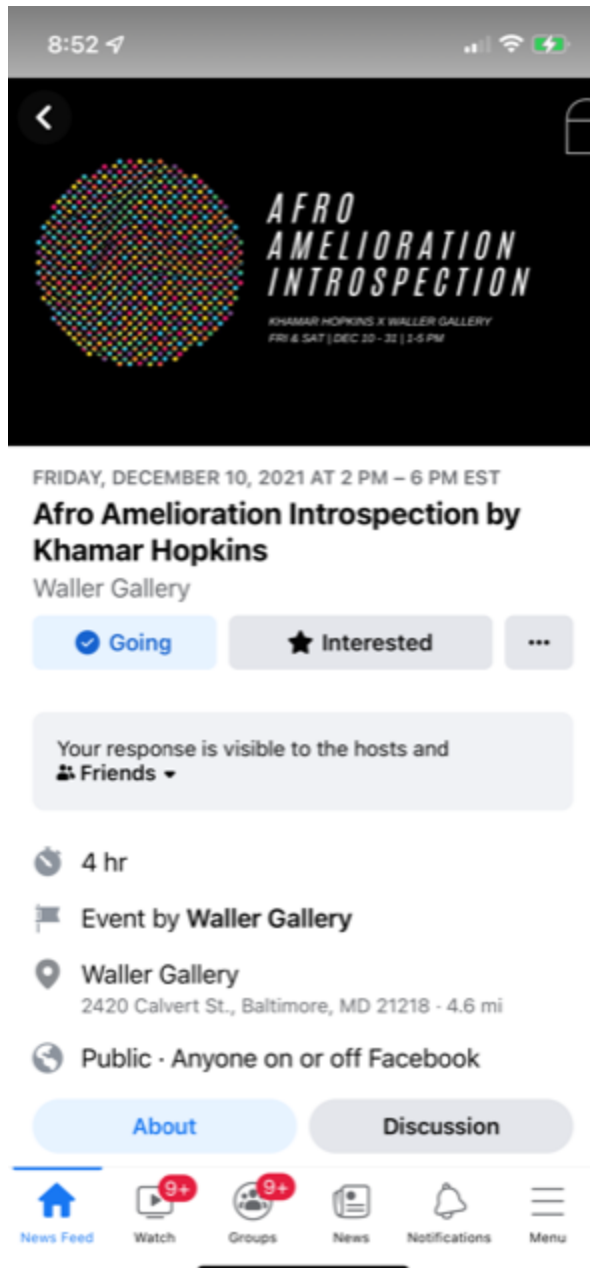 8:52
AFRO
AMELIORATION
INTROSPECTION
KHAMAR HOPKINS X WALLER GALLERY
FRI & SAT | DEC 10 - 31 | 1-5 PM
FRIDAY, DECEMBER 10, 2021 AT 2 PM – 6 PM EST
Afro Amelioration Introspection by
Khamar Hopkins
Waller Gallery
Going
Interested
...
Your response is visible to the hosts and
Friends
4 hr
Event by Waller Gallery
Waller Gallery
2420 Calvert St., Baltimore, MD 21218 · 4.6 mi
Public · Anyone on or off Facebook
About
Discussion
9+
9+
News Feed
Watch
Groups
News
Notifications
Menu